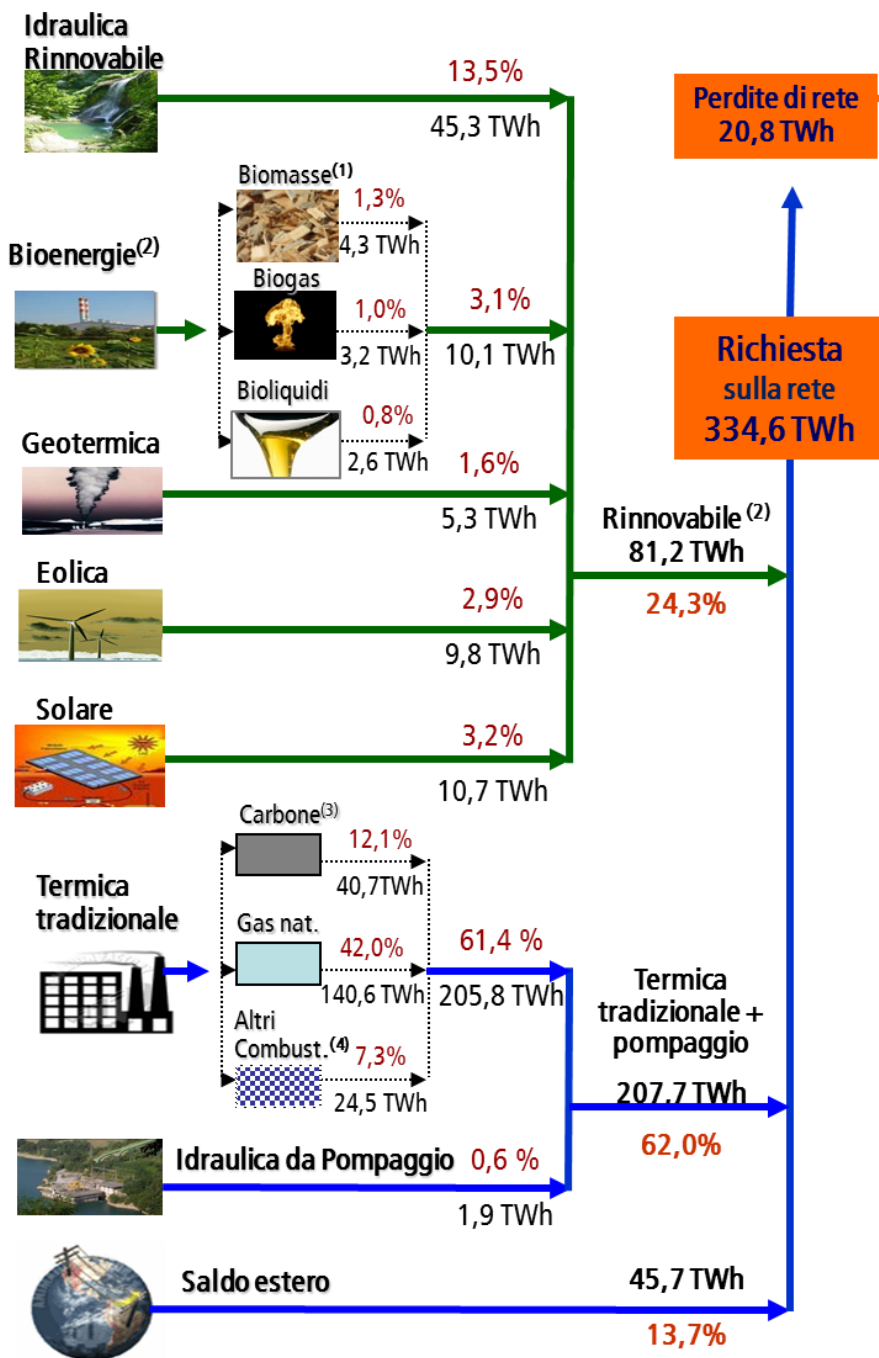 Idraulica
Rinnovabile
13,5%
45,3 TWh
Perdite di rete
20,8 TWh
Biomasse(1)
1,3%
4,3 TWh
Bioenergie(2)
Biogas
1,0%
3,2 TWh
3,1%
10,1 TWh
Bioliquidi
0,8%
2,6 TWh
Richiesta
sulla rete
334,6 TWh
Geotermica
1,6%
5,3 TWh
Rinnovabile (2)
81,2 TWh
24,3%
Eolica
2,9%
9,8 TWh
Solare
3,2%
10,7 TWh
Carbone(3)
12,1%
40,7TWh
Termica
tradizionale
Gas nat.
42,0%
140,6 TWh
61,4 %
205,8 TWh
Altri
Combust.(4)
7,3%
24,5 TWh
Termica
tradizionale +
pompaggio
207,7 TWh
62,0%
Idraulica da Pompaggio
0,6 %
1,9 TWh
Saldo estero
45,7 TWh
13,7%